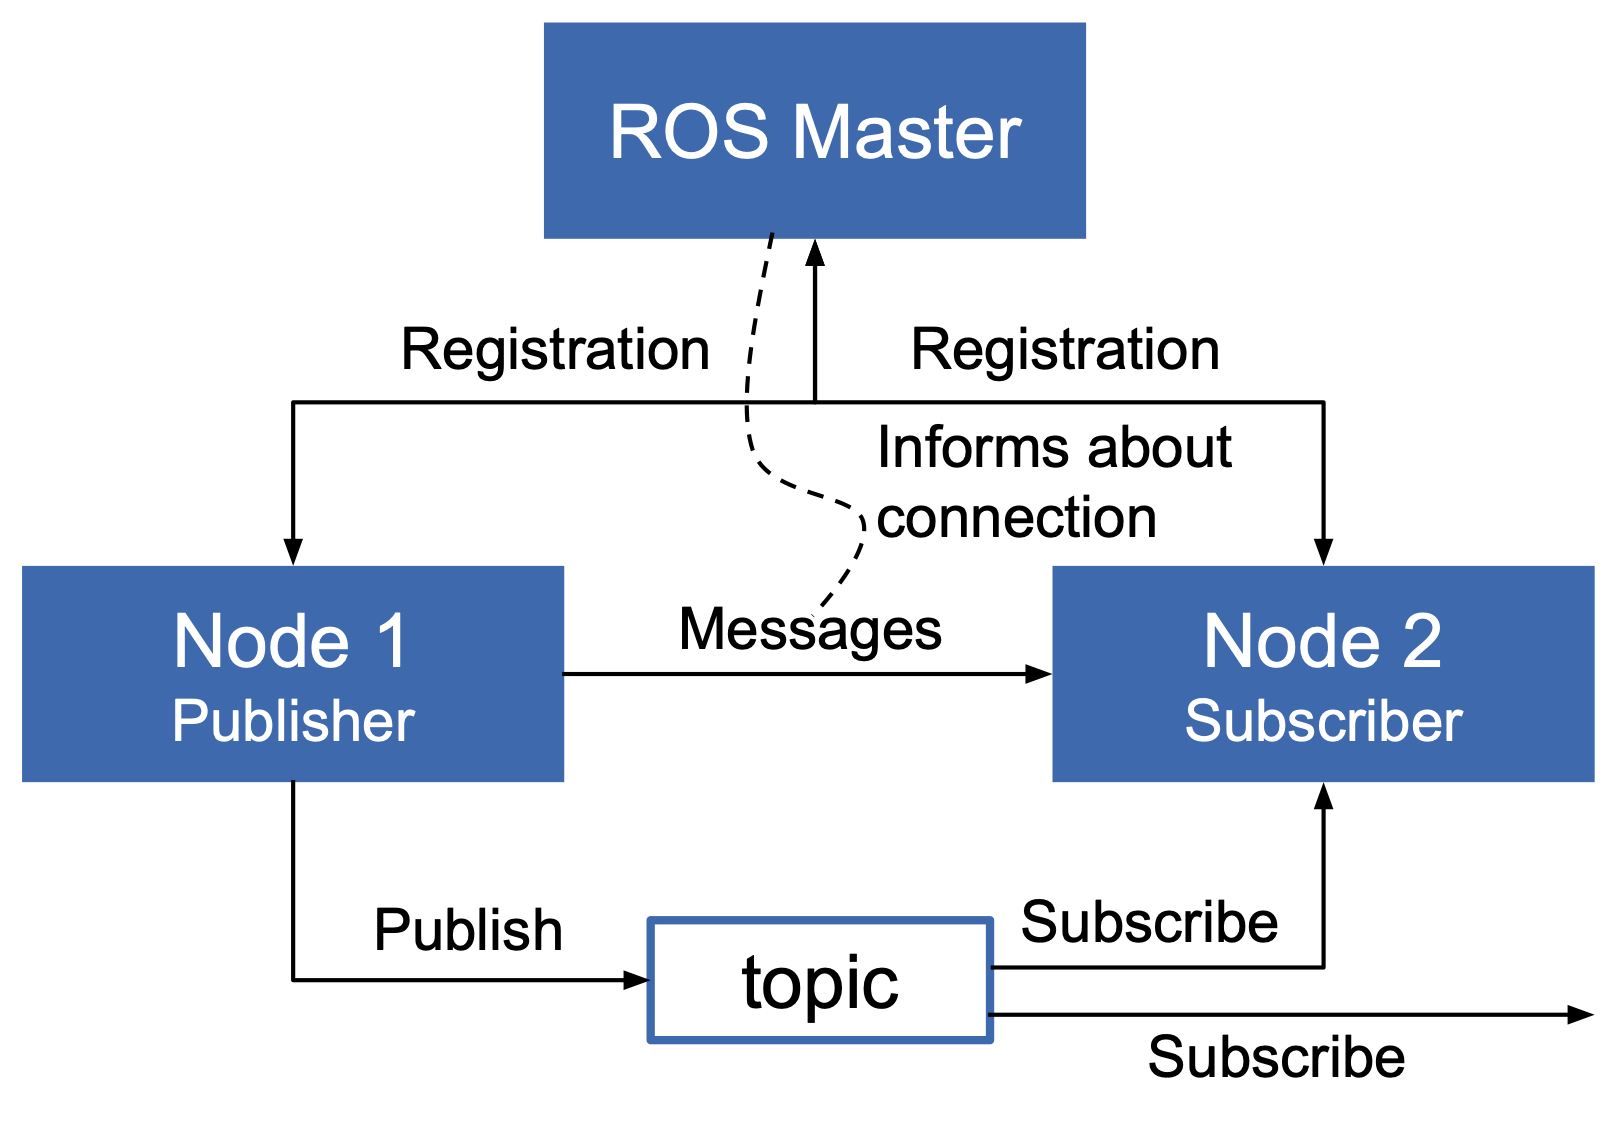 ROS Master
Registration
Registration
Informs about
connection
Node 1
Publisher
Messages
Node 2
Subscriber
Publish
topic
Subscribe
Subscribe